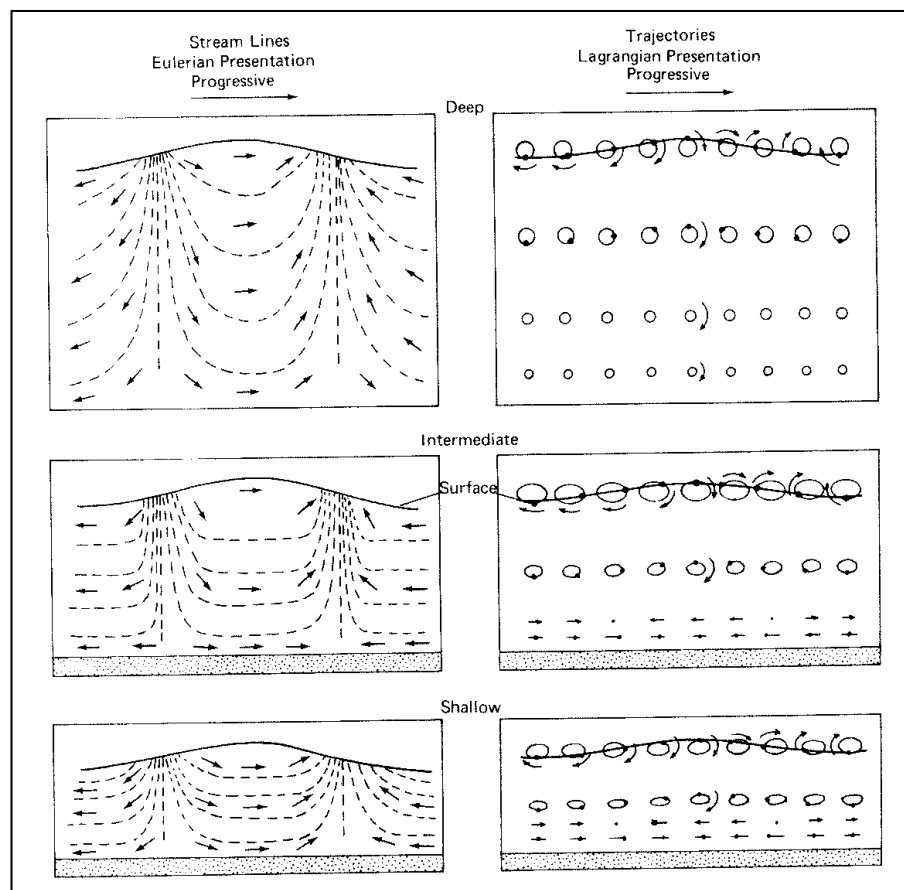 Stream Lines
Eulerian Presentation
Progressive
Trajectories
Lagrangian Presentation
Progressive
Deep
Intermediate
Surface
Shallow